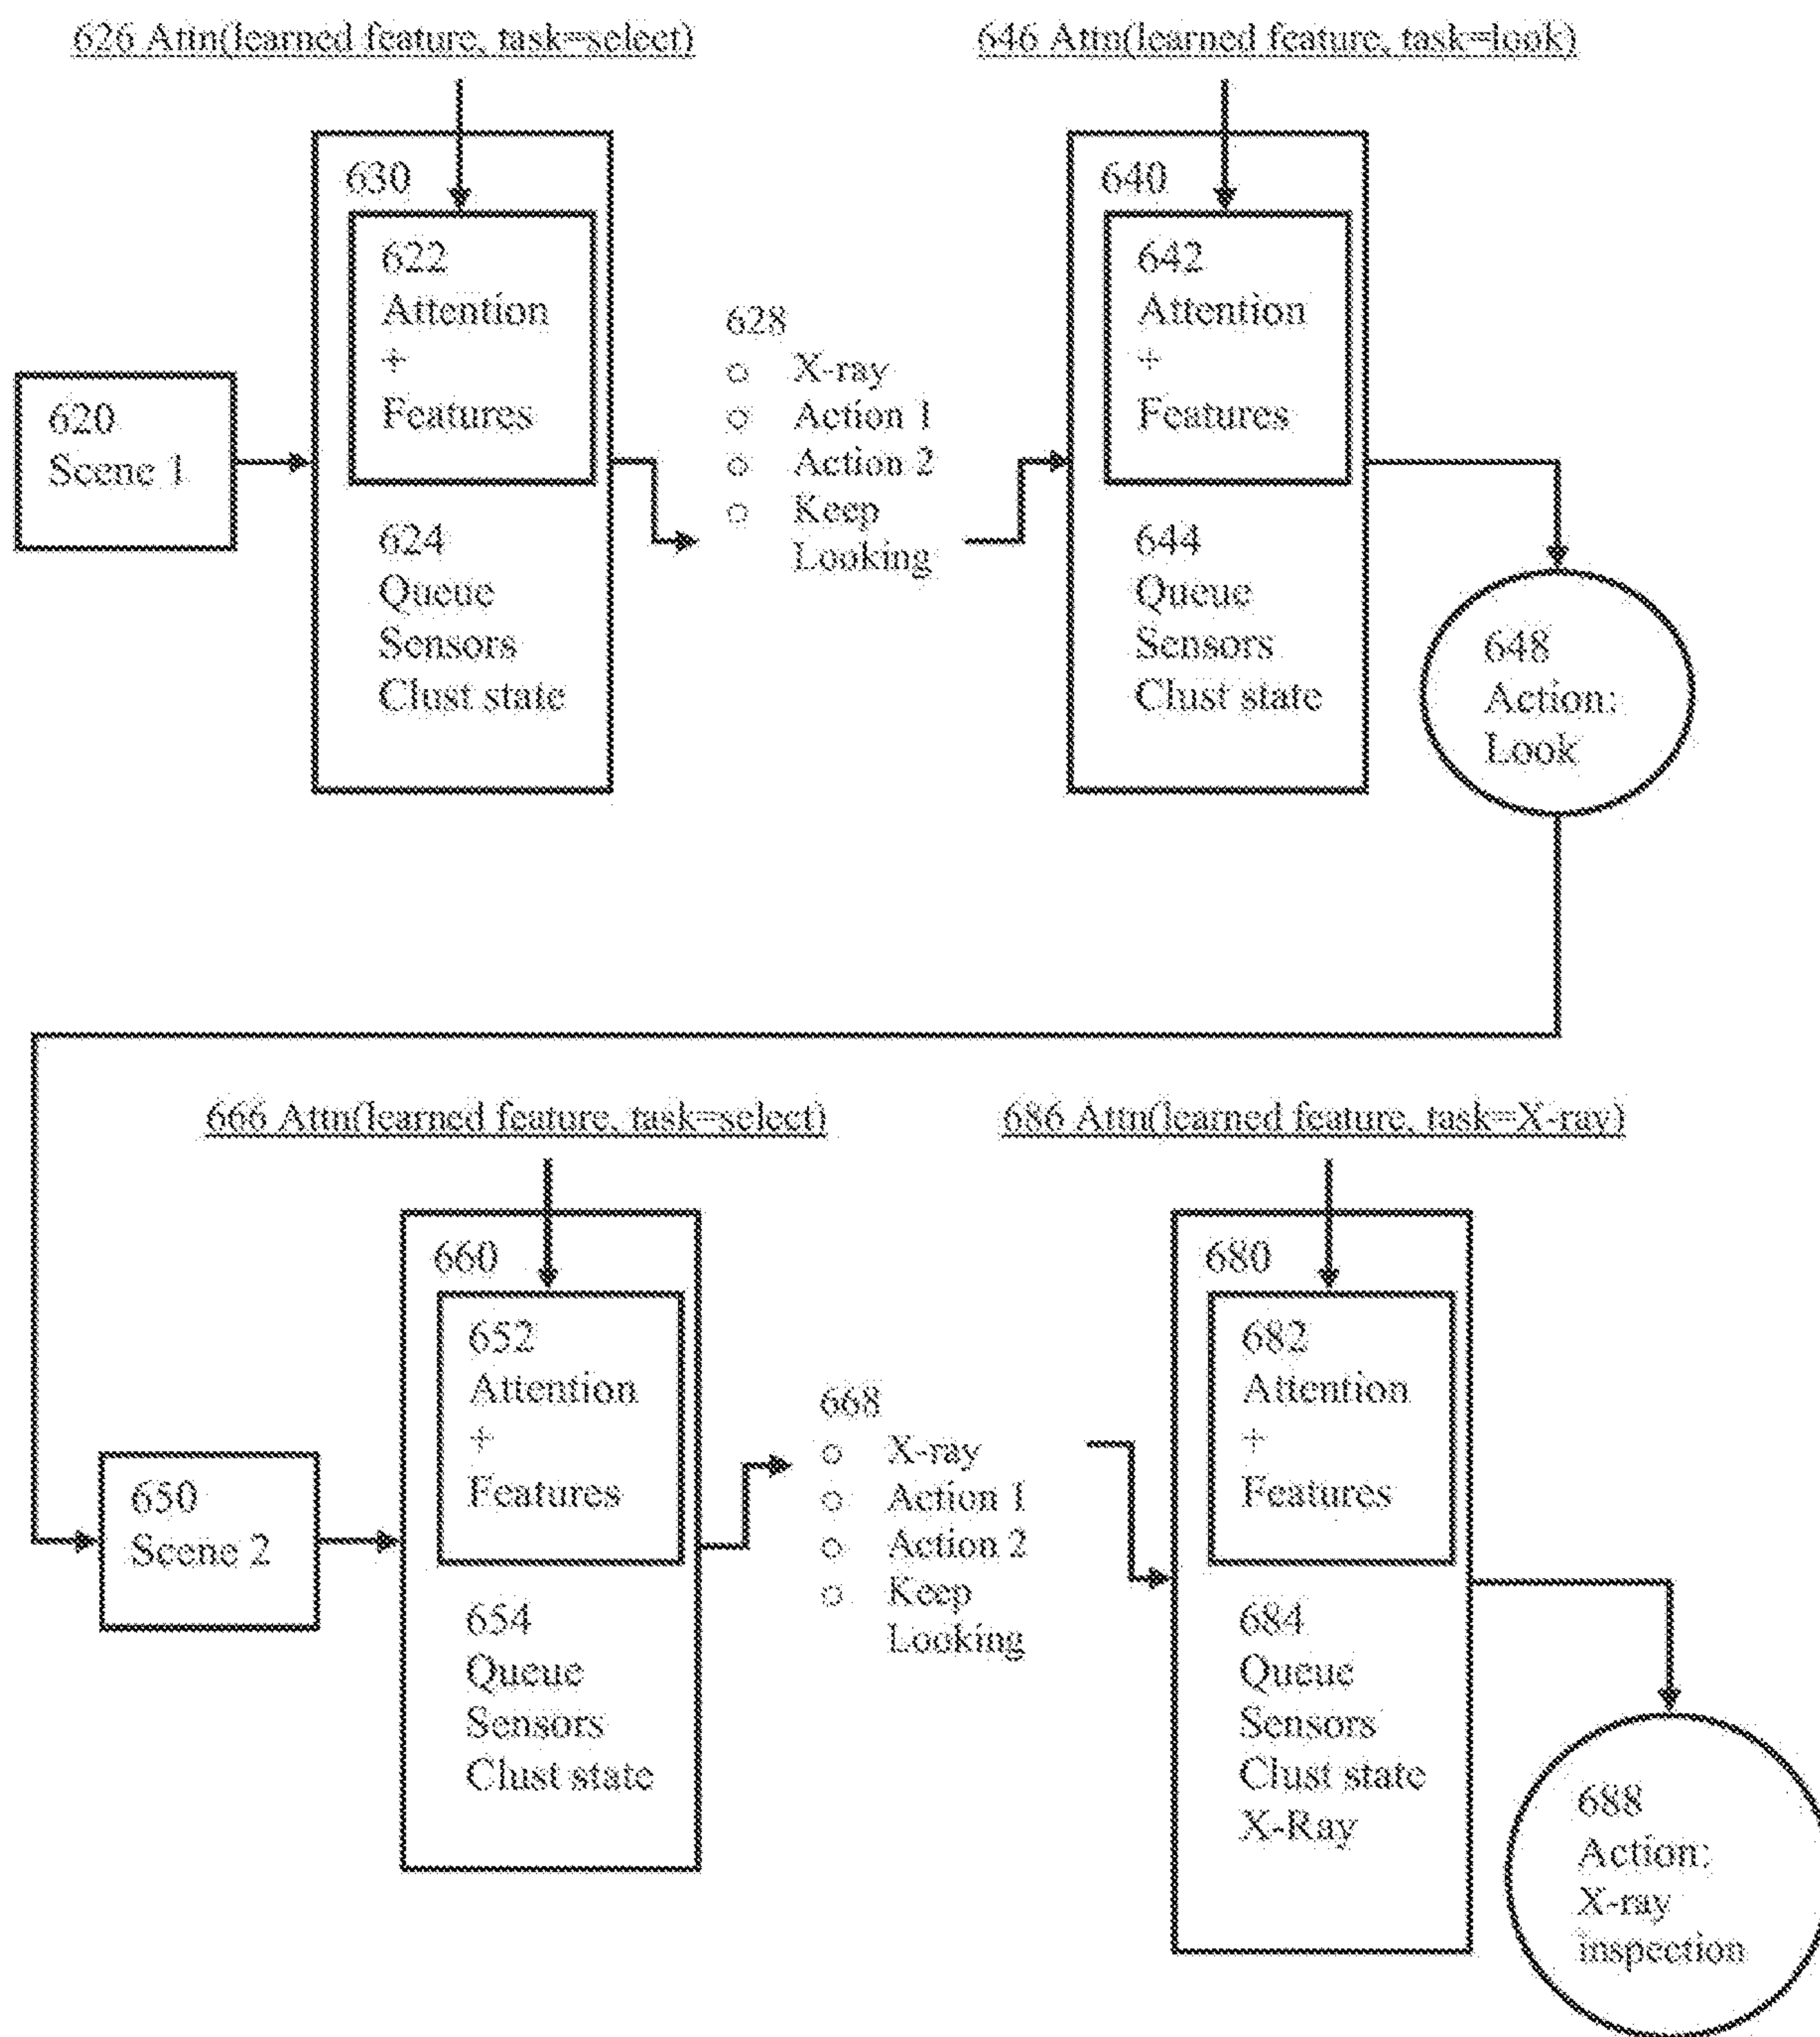 626 Attn(learned feature, task=select)
646 Attn(learned feature, task=look)
630
622
Attention
+
Features
624
Queue
Sensors
Clust state
620
Scene 1
628
○ X-ray
○ Action 1
○ Action 2
○ Keep
Looking
640
642
Attention
+
Features
644
Queue
Sensors
Clust state
648
Action:
Look
666 Attn(learned feature, task=select)
686 Attn(learned feature, task=X-ray)
650
Scene 2
660
652
Attention
+
Features
654
Queue
Sensors
Clust state
668
○ X-ray
○ Action 1
○ Action 2
○ Keep
Looking
680
682
Attention
+
Features
684
Queue
Sensors
Clust state
X-Ray
688
Action:
X-ray
inspection